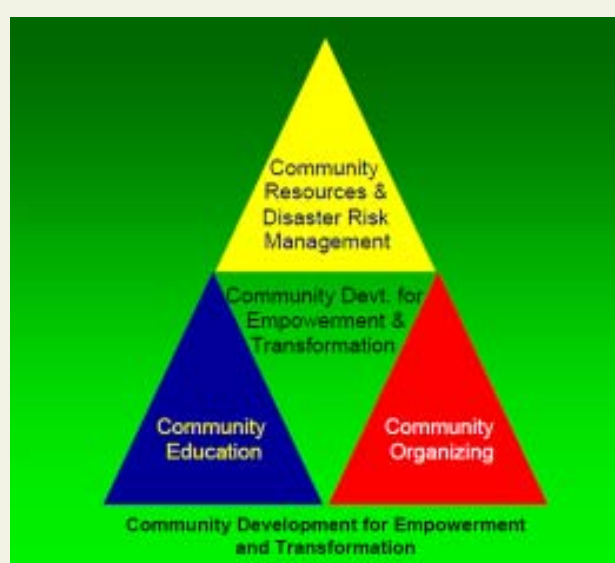 Community
Resources &
Disaster Risk
Management
Community Devt. for
Empowerment &
Transformation
Community
Education
Community
Organizing
Community Development for Empowerment
and Transformation